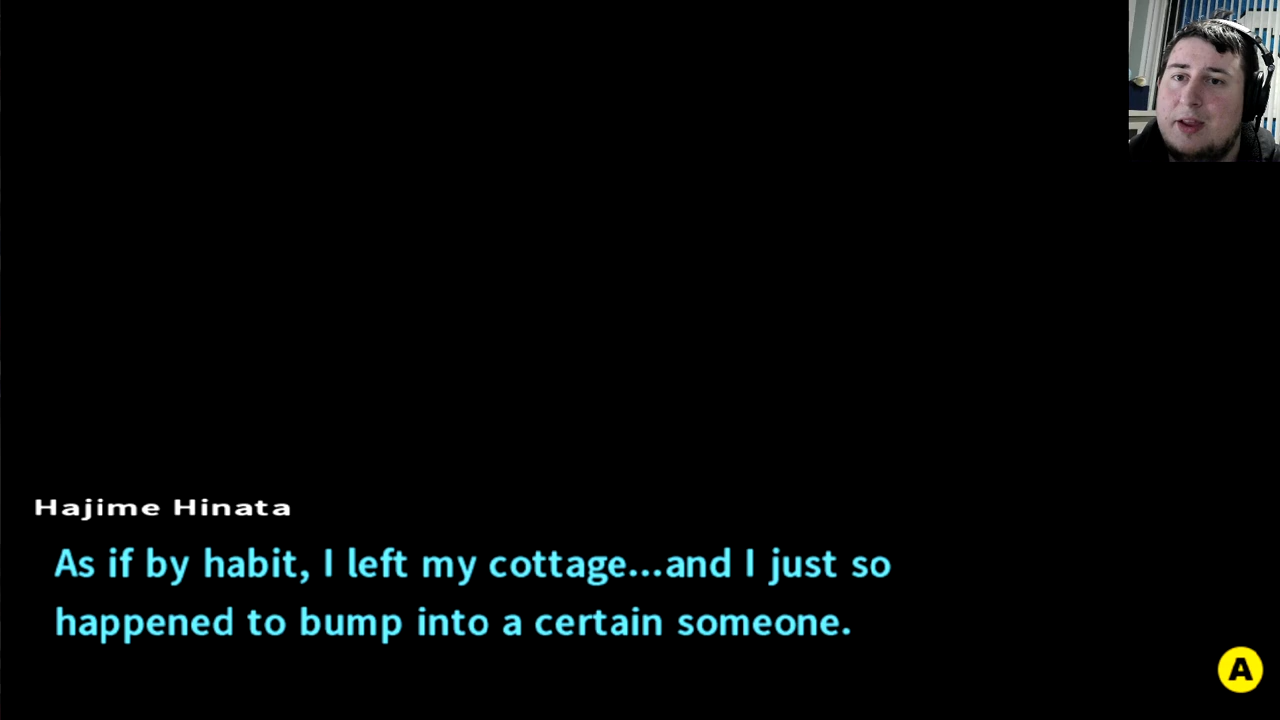 Hajime Hinata
As if by habit, I left my cottage...and I just so
happened to bump into a certain someone.
A